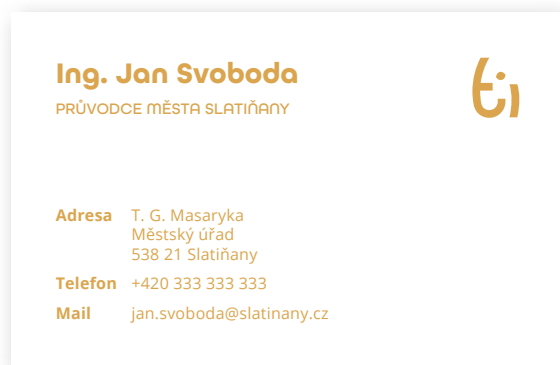 Ing. Jan Svoboda
PRŮVODCE MĚSTA SLATIŇANY
Adresa T. G. Masaryka
Městský úřad
538 21 Slatiňany
Telefon +420 333 333 333
Mail jan.svoboda@slatinany.cz